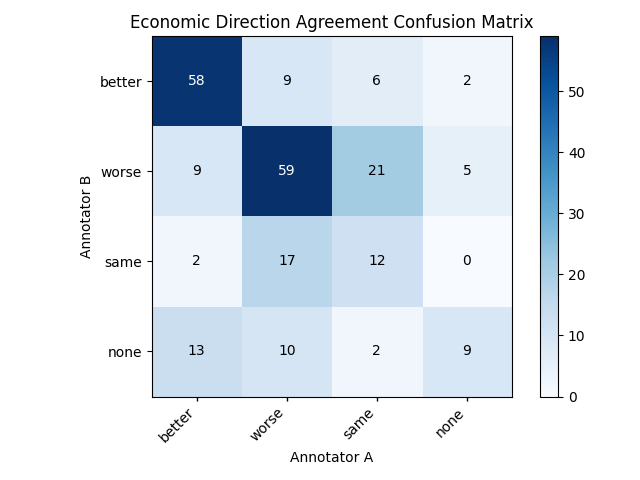 Economic Direction Agreement Confusion Matrix
better 58 9 6 2
worse 9 59 21 5
same 2 17 12 0
none 13 10 2 9
better worse same none
Annotator A
Annotator B
50
40
30
20
10
0